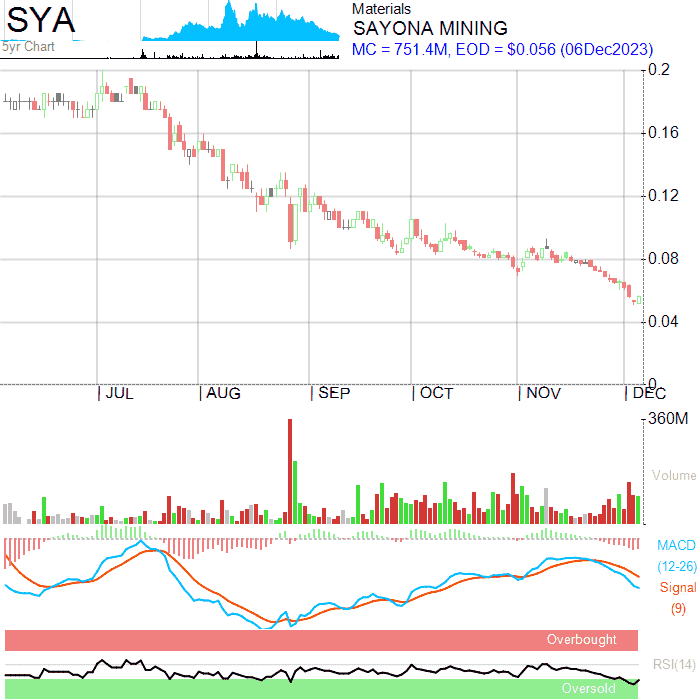 SYA
5yr Chart
Materials
SAYONA MINING
MC = 751.4M, EOD = $0.056 (06Dec2023)
0.2
0.16
0.12
0.08
0.04
0
JUL AUG SEP OCT NOV DEC
360M
Volume
MACD
(12-26)
Signal
(9)
Overbought
RSI(14)
Oversold